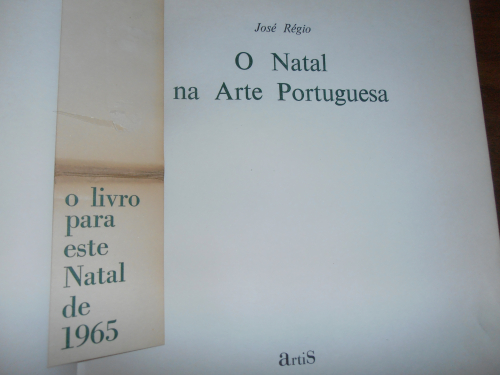 José Régio
O Natal
na Arte Portuguesa
o livro
para
este
Natal
de
1965
artiS